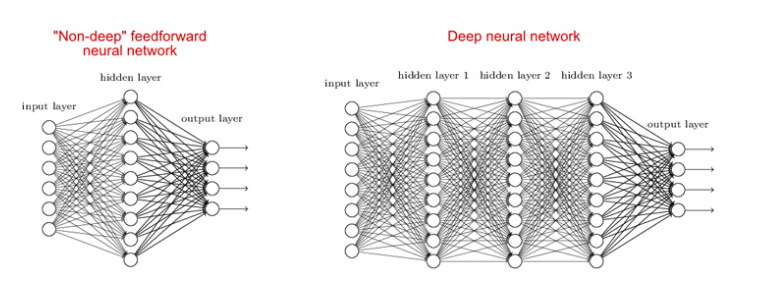 "Non-deep" feedforward
neural network
hidden layer
input layer
output layer
Deep neural network
input layer
hidden layer 1
hidden layer 2
hidden layer 3
output layer